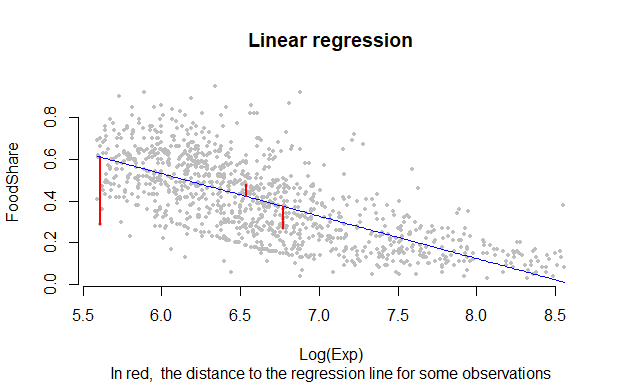 Linear regression
FoodShare
0.8
0.6
0.4
0.2
0.0
5.5 6.0 6.5 7.0 7.5 8.0 8.5
Log(Exp)
In red, the distance to the regression line for some observations